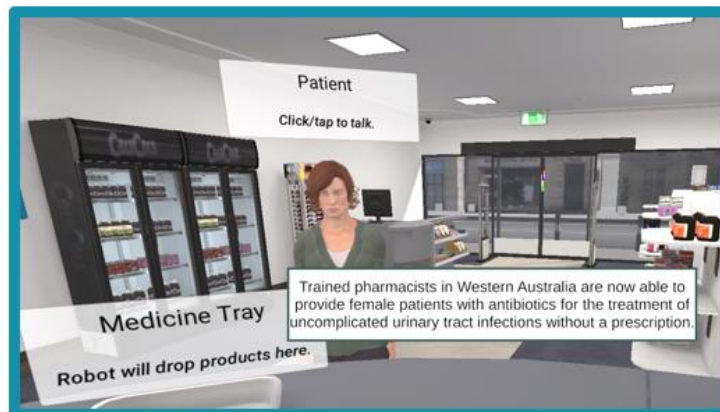 Patient
Click/tap to talk.
Trained pharmacists in Western Australia are now able to
provide female patients with antibiotics for the treatment of
uncomplicated urinary tract infections without a prescription.
Medicine Tray
Robot will drop products here.